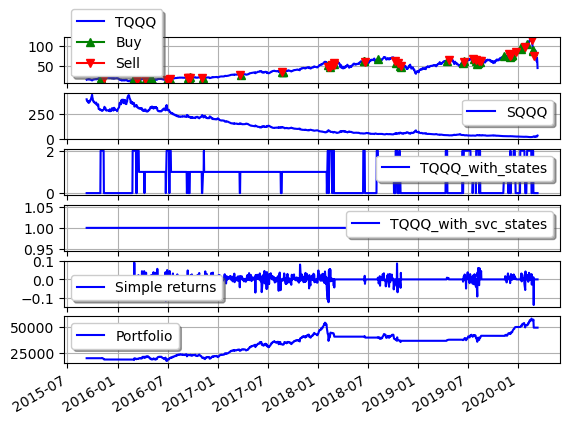 TQQQ
Buy
Sell
100
50
SQQQ
250
0
TQQQ_with_states
2
0
TQQQ_with_svc_states
1.05
1.00
0.95
Simple returns
0.1
0.0
−0.1
Portfolio
50000
25000
2015-07 2016-01 2016-07 2017-01 2017-07 2018-01 2018-07 2019-01 2019-07 2020-01